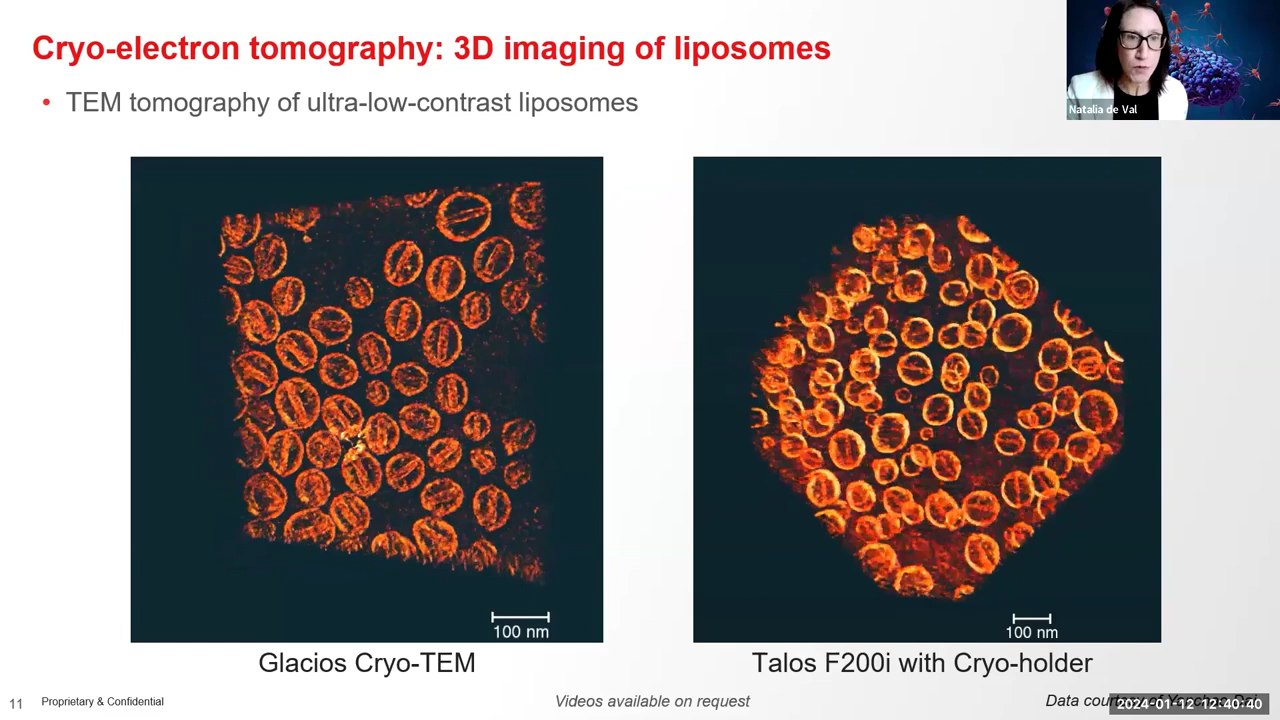 Cryo-electron tomography: 3D imaging of liposomes
• TEM tomography of ultra-low-contrast liposomes
Natalia de Val
100 nm
100 nm
Glacios Cryo-TEM
Talos F200i with Cryo-holder
11
Proprietary & Confidential
Videos available on request
Data courtesy of
2024-01-12 12:40:40